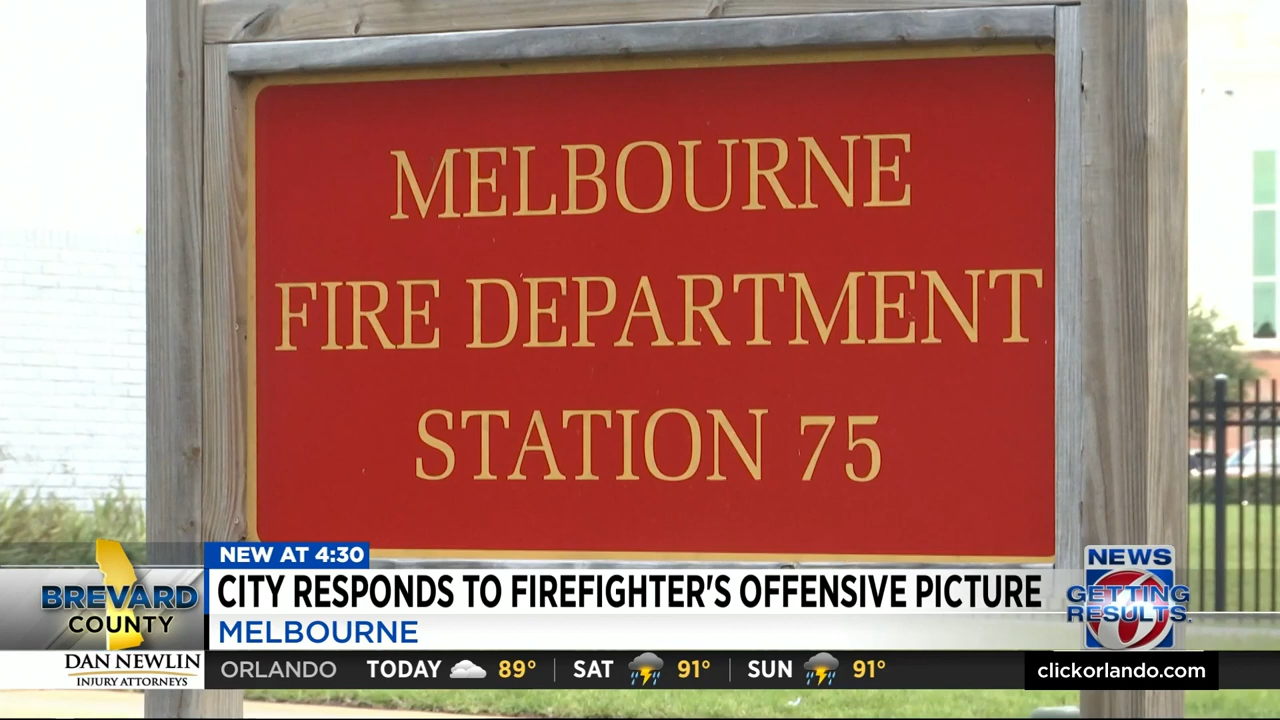 MELBOURNE
FIRE DEPARTMENT
STATION 75
NEW AT 4:30
CITY RESPONDS TO FIREFIGHTER'S OFFENSIVE PICTURE
MELBOURNE
BREVARD
COUNTY
NEWS
6
GETTING
RESULTS.
DAN NEWLIN
INJURY ATTORNEYS
ORLANDO TODAY 89° SAT 91° SUN 91°
clickorlando.com